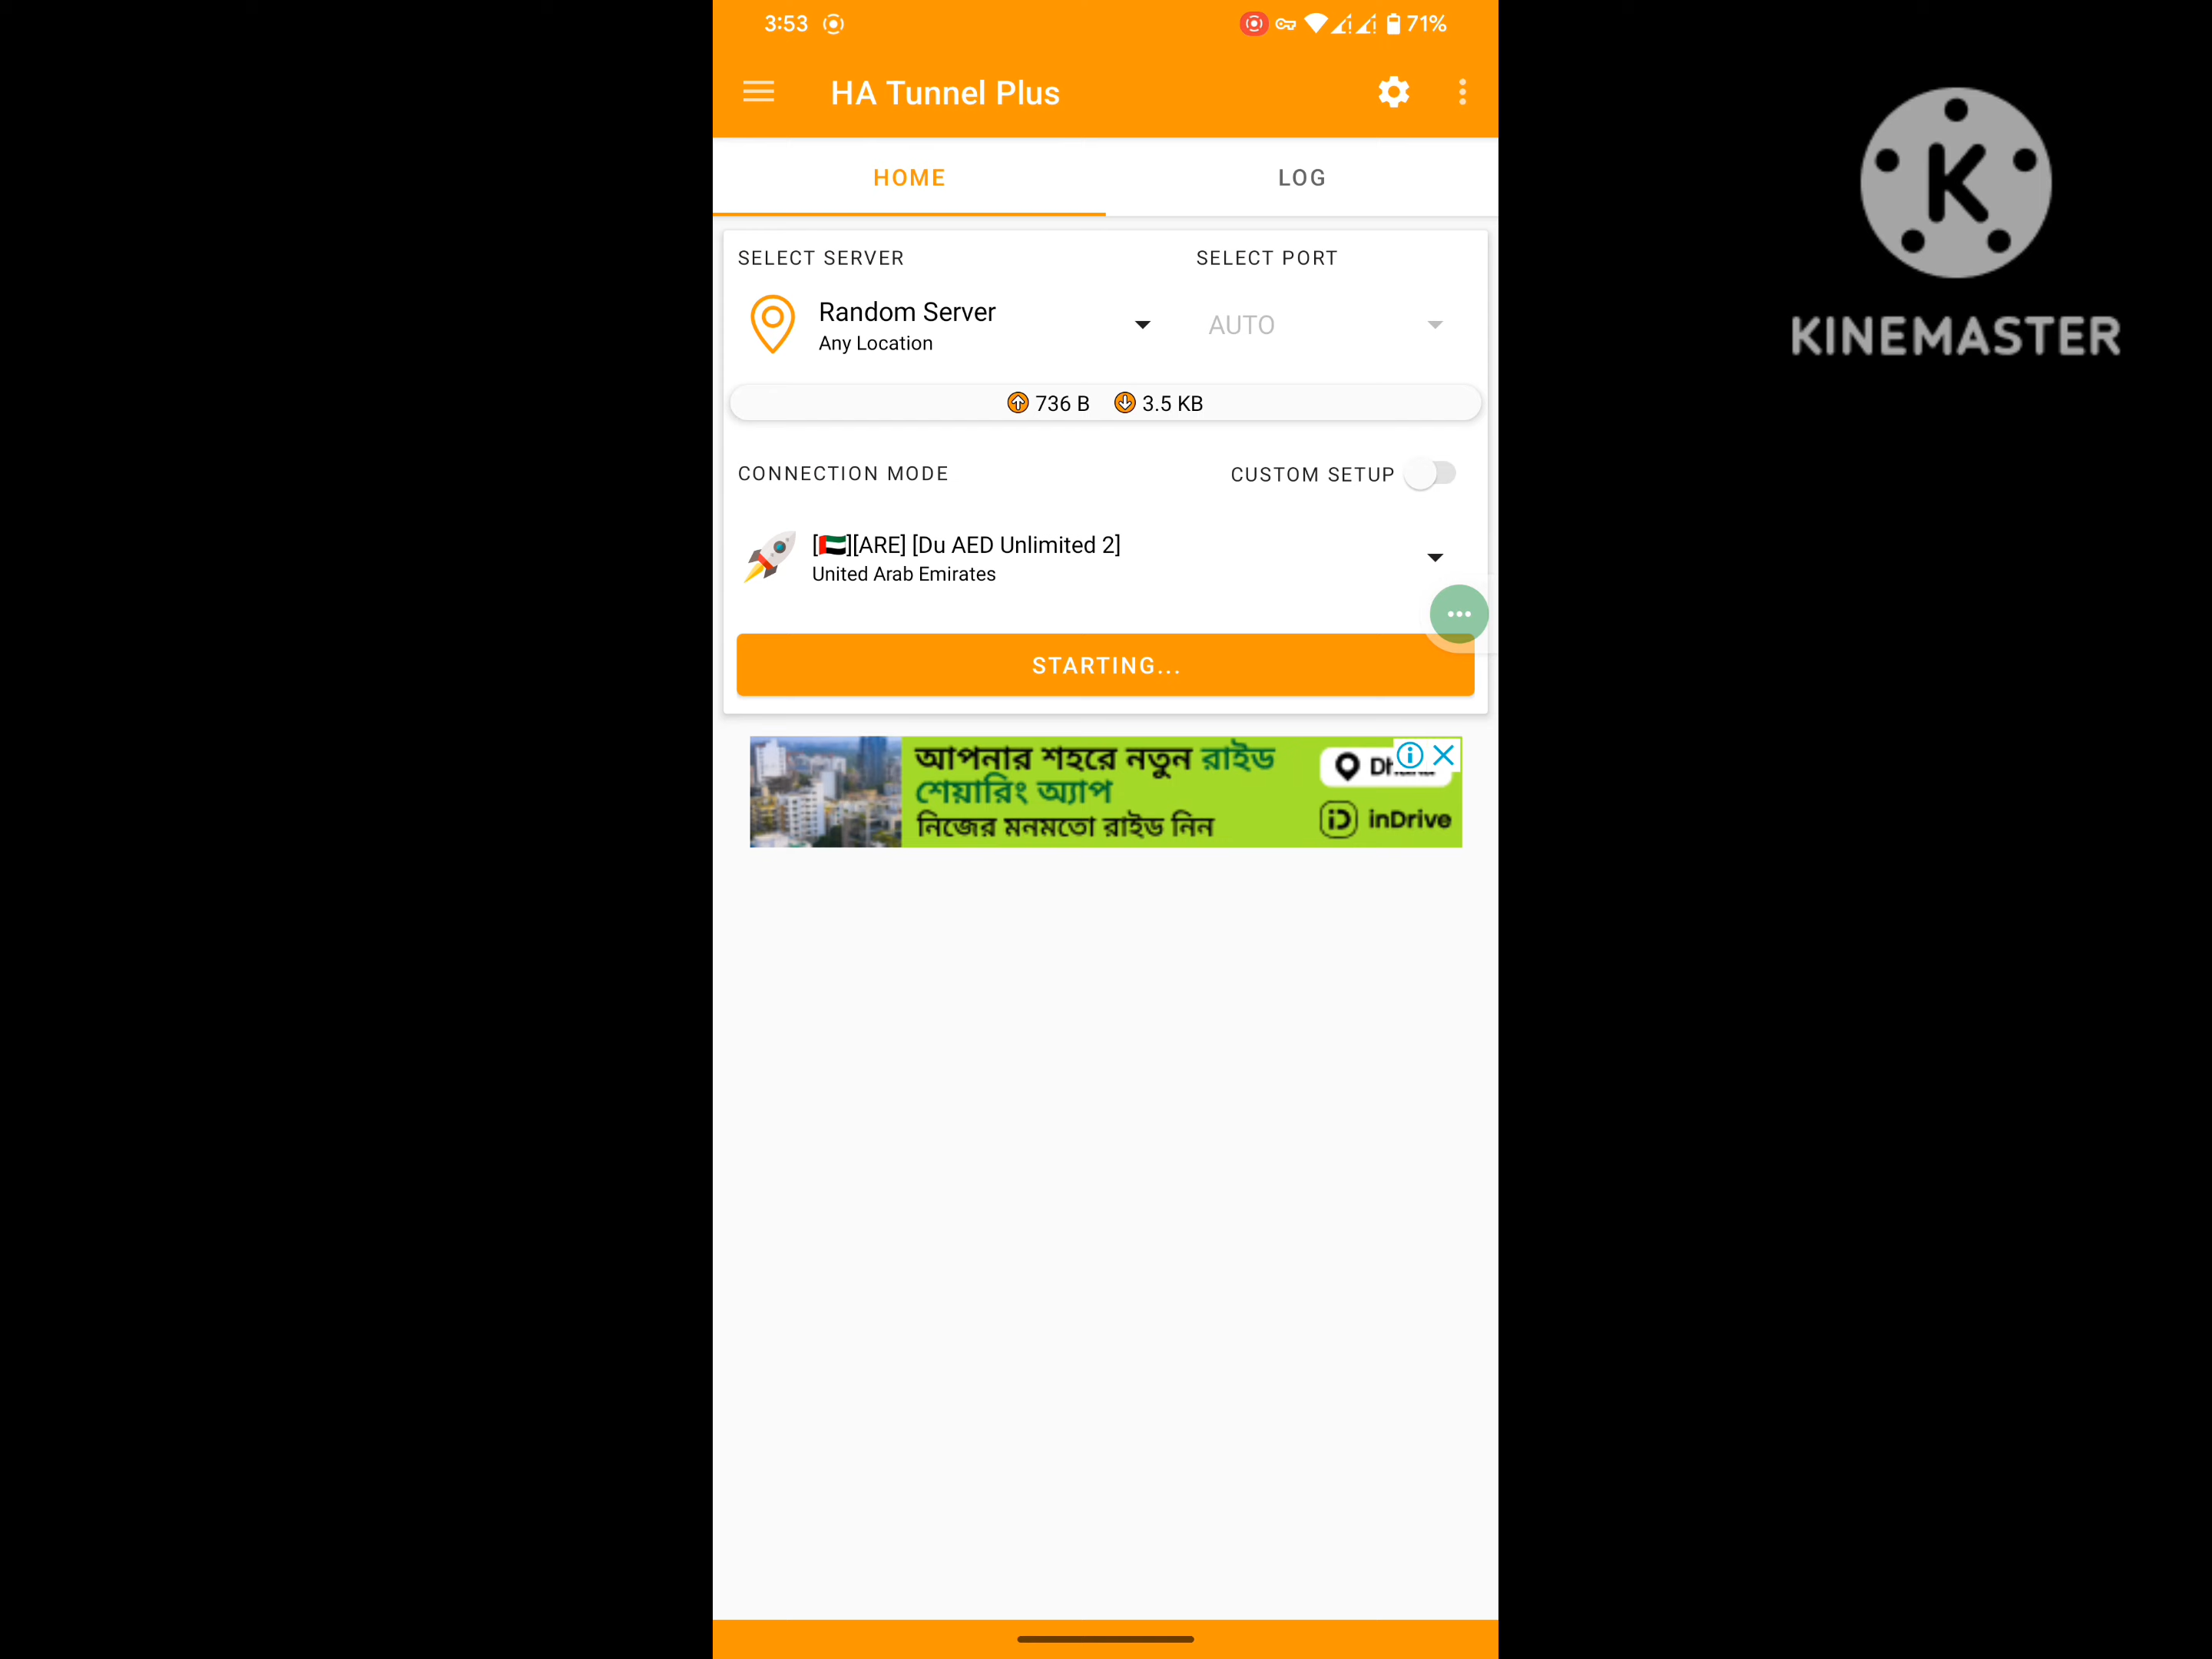 3:53
71%
HA Tunnel Plus
HOME
LOG
SELECT SERVER
SELECT PORT
Random Server
Any Location
AUTO
736 B
3.5 KB
CONNECTION MODE
CUSTOM SETUP
[🇦🇪][ARE] [Du AED Unlimited 2]
United Arab Emirates
STARTING...
আপনার শহরে নতুন রাইড
শেয়ারিং অ্যাপ
নিজের মনমতো রাইড নিন
inDrive
K
KINEMASTER